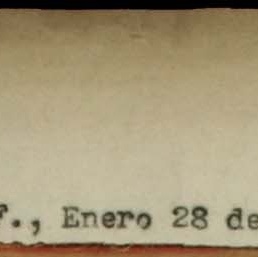 F., Enero 28 de